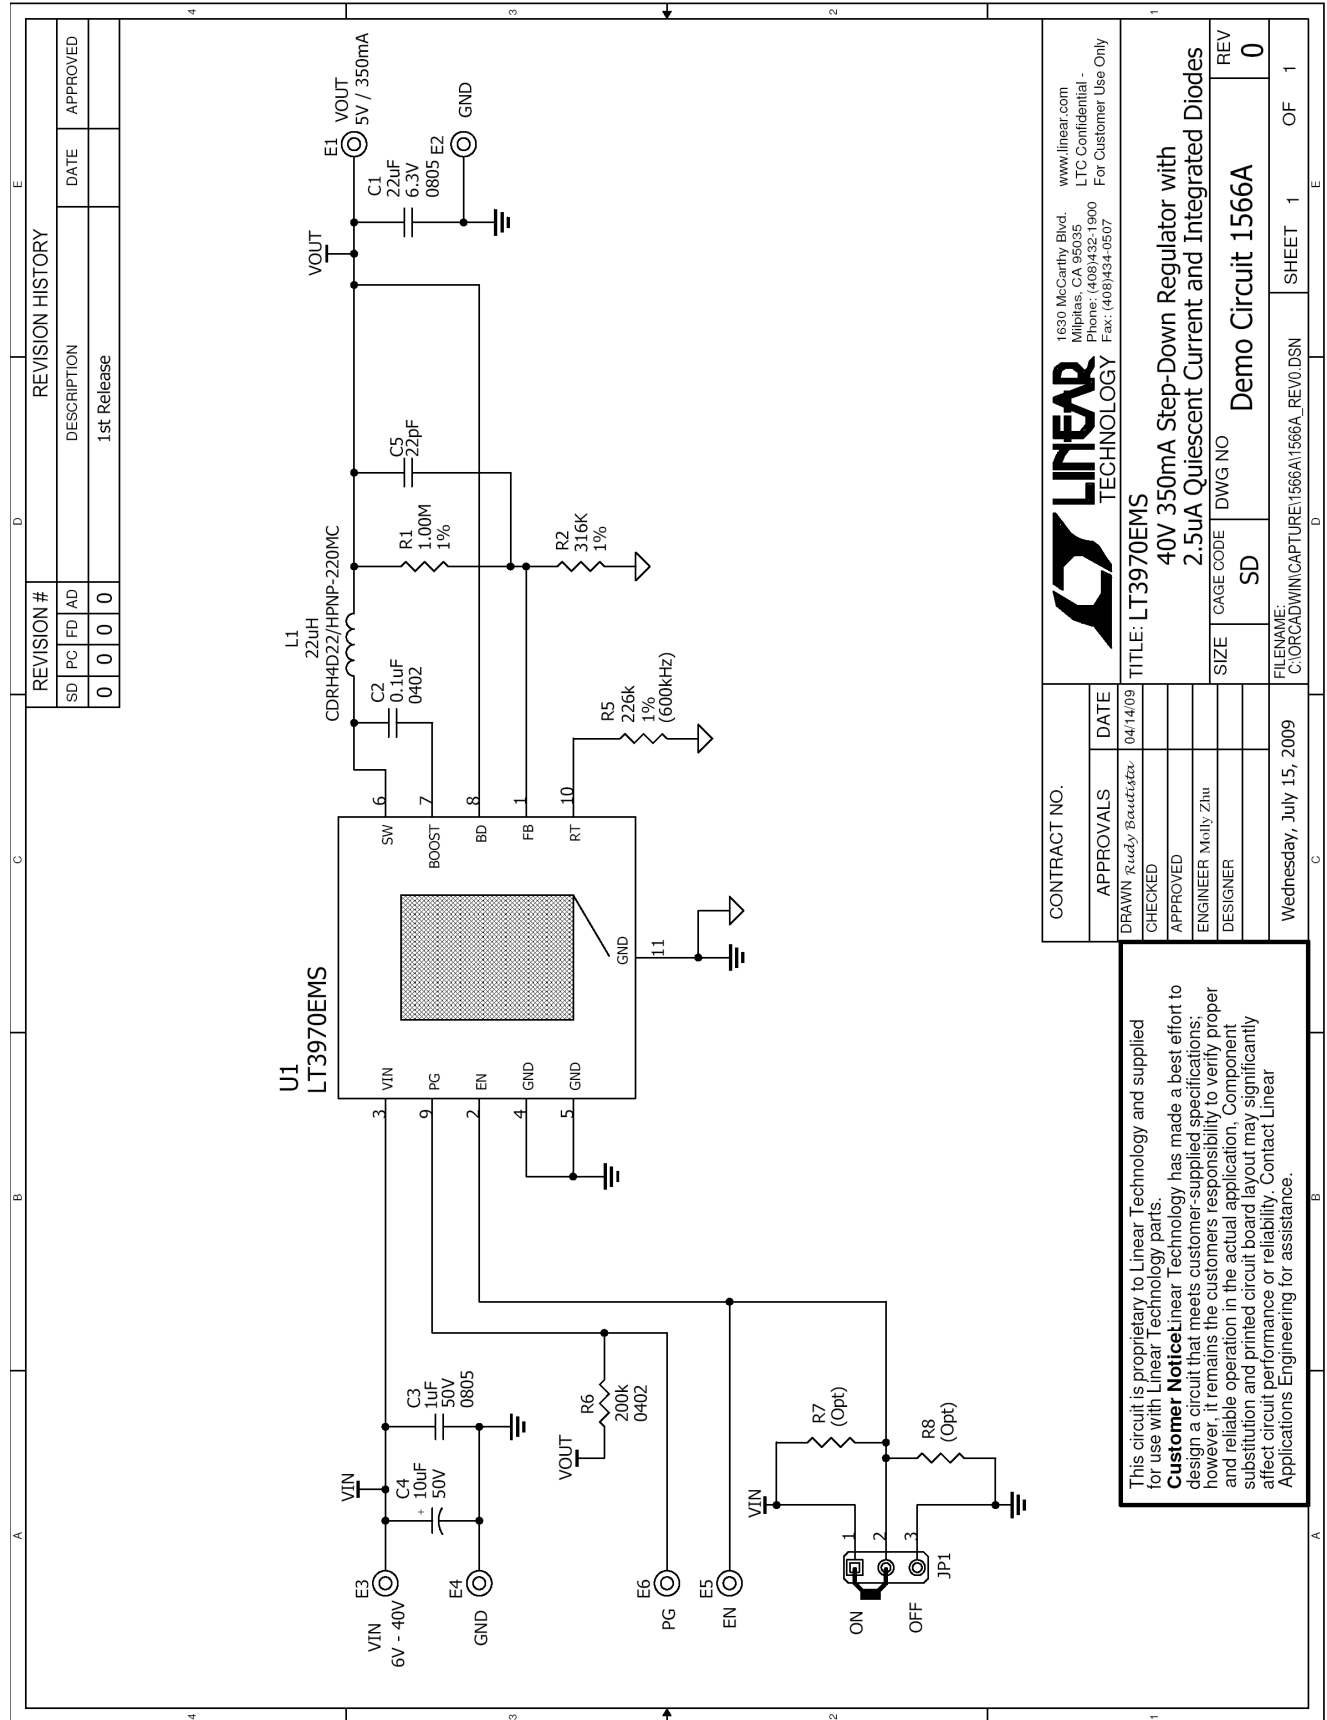 REVISION #
REVISION HISTORY
SD PC FD AD
DESCRIPTION
DATE
APPROVED
0 0 0 0
1st Release
U1
LT3970EMS
VIN
PG
EN
GND
GND
GND
SW
BOOST
BD
FB
RT
3
9
2
4
5
6
7
8
1
10
11
L1
22uH
CDRH4D22/HPNP-220MC
C2
0.1uF
0402
R1
1.00M
1%
C5
22pF
R2
316K
1%
R5
226k
1%
(600kHz)
VOUT
E1
VOUT
5V / 350mA
C1
22uF
6.3V
0805
E2
GND
E3
VIN
6V - 40V
VIN
C4
+
10uF
50V
C3
1uF
50V
0805
E4
GND
VOUT
R6
200k
0402
E6
PG
E5
EN
VIN
R7
(Opt)
R8
(Opt)
1
2
3
ON
OFF
JP1
This circuit is proprietary to Linear Technology and supplied
for use with Linear Technology parts.
Customer Notice:Linear Technology has made a best effort to
design a circuit that meets customer-supplied specifications;
however, it remains the customers responsibility to verify proper
and reliable operation in the actual application, Component
substitution and printed circuit board layout may significantly
affect circuit performance or reliability. Contact Linear
Applications Engineering for assistance.
CONTRACT NO.
APPROVALS
DATE
DRAWN Rudy Bautista 04/14/09
CHECKED
APPROVED
ENGINEER Molly Zhu
DESIGNER
Wednesday, July 15, 2009
LINEAR
TECHNOLOGY
1630 McCarthy Blvd.
Milpitas, CA 95035
Phone: (408)432-1900
Fax: (408)434-0507
www.linear.com
LTC Confidential -
For Customer Use Only
TITLE: LT3970EMS
40V 350mA Step-Down Regulator with
2.5uA Quiescent Current and Integrated Diodes
SIZE
CAGE CODE
SD
DWG NO
Demo Circuit 1566A
REV
0
FILENAME:
C:\ORCADWIN\CAPTURE\1566A\1566A_REV0.DSN
SHEET 1 OF 1
A B C D E
A B C D E
4 3 2 1
4 3 2 1